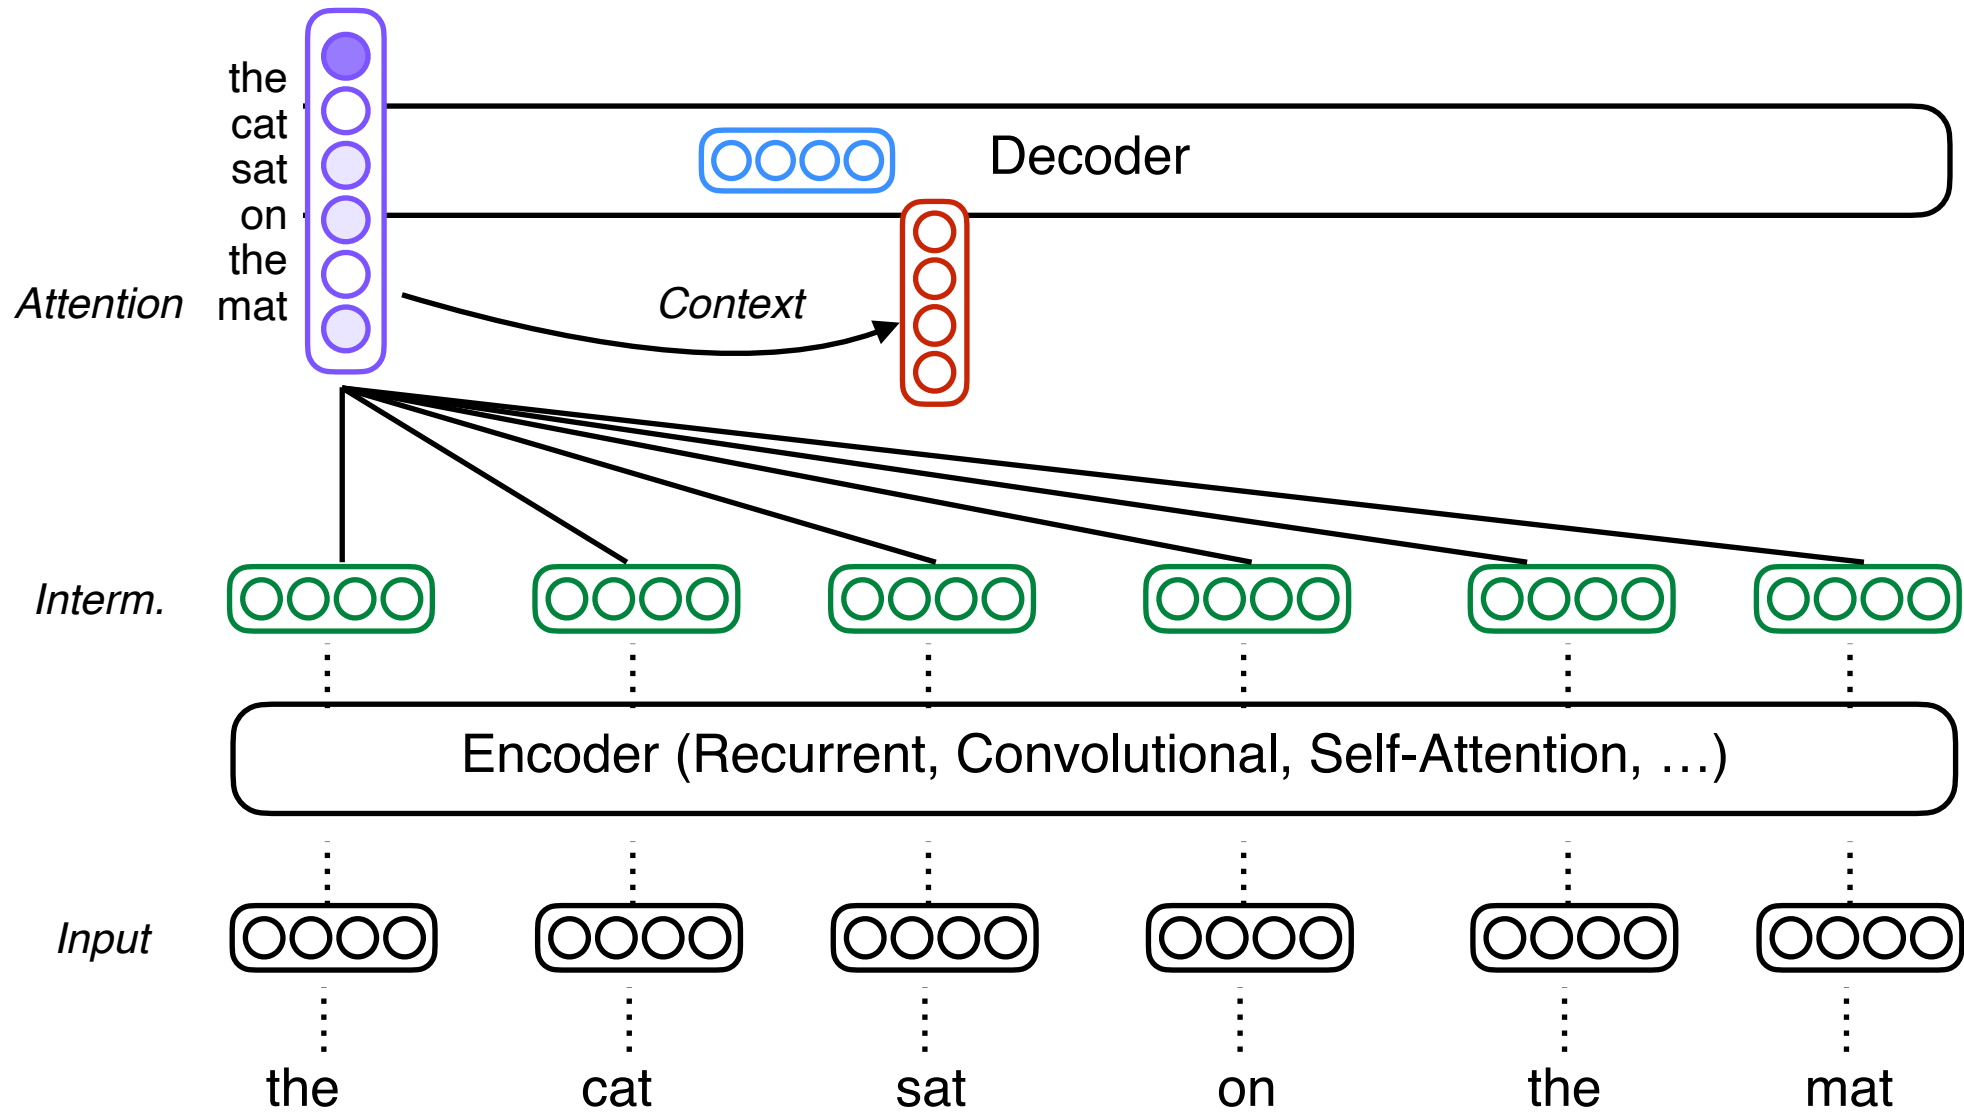 the
cat
Decoder
sat
on
the
Attention mat
Context
Interm.
Encoder (Recurrent, Convolutional, Self-Attention, …)
Input
the cat sat on the mat